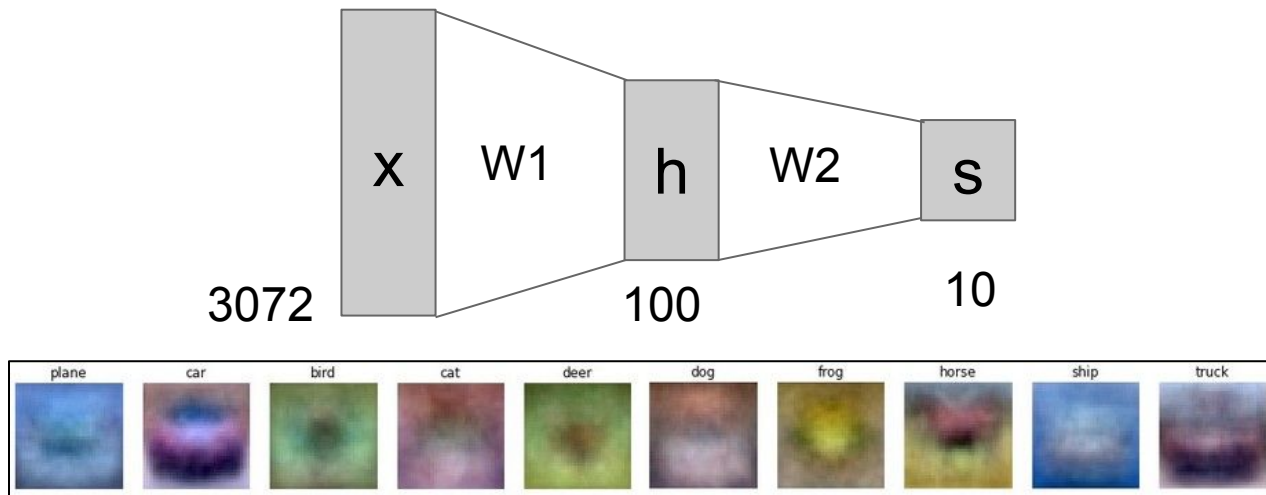 x W1 h W2 s
3072 100 10
plane car bird cat deer dog frog horse ship truck